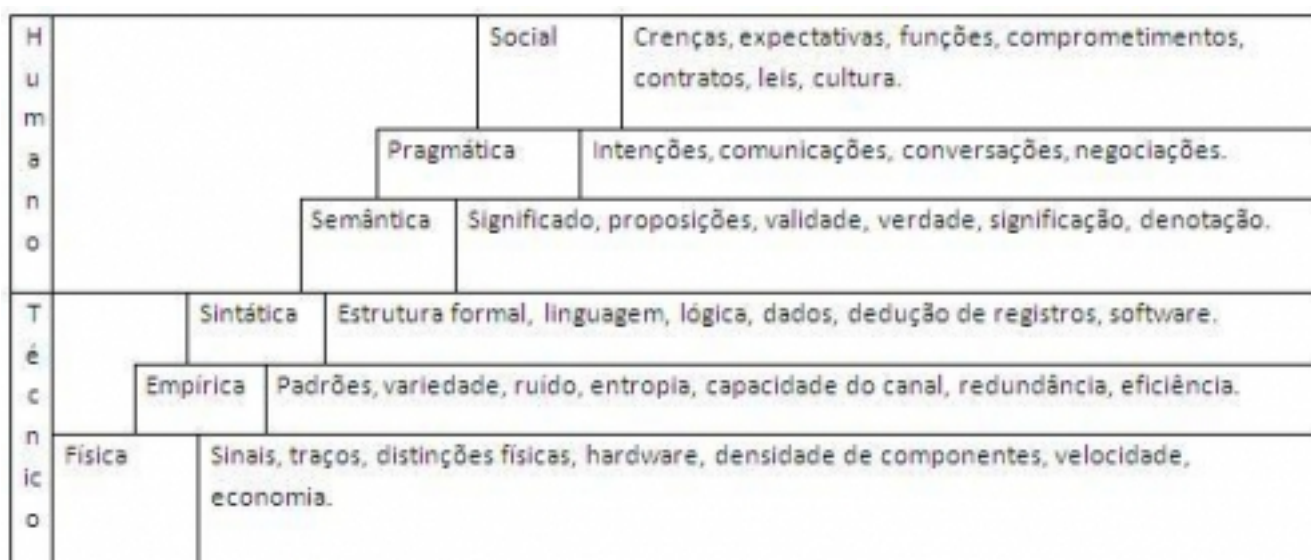 Humano
Social
Crenças, expectativas, funções, comprometimentos,
contratos, leis, cultura.
Pragmática
Intenções, comunicações, conversações, negociações.
Semântica
Significado, proposições, validade, verdade, significação, denotação.
Técnico
Sintática
Estrutura formal, linguagem, lógica, dados, dedução de registros, software.
Empírica
Padrões, variedade, ruído, entropia, capacidade do canal, redundância, eficiência.
Física
Sinais, traços, distinções físicas, hardware, densidade de componentes, velocidade,
economia.